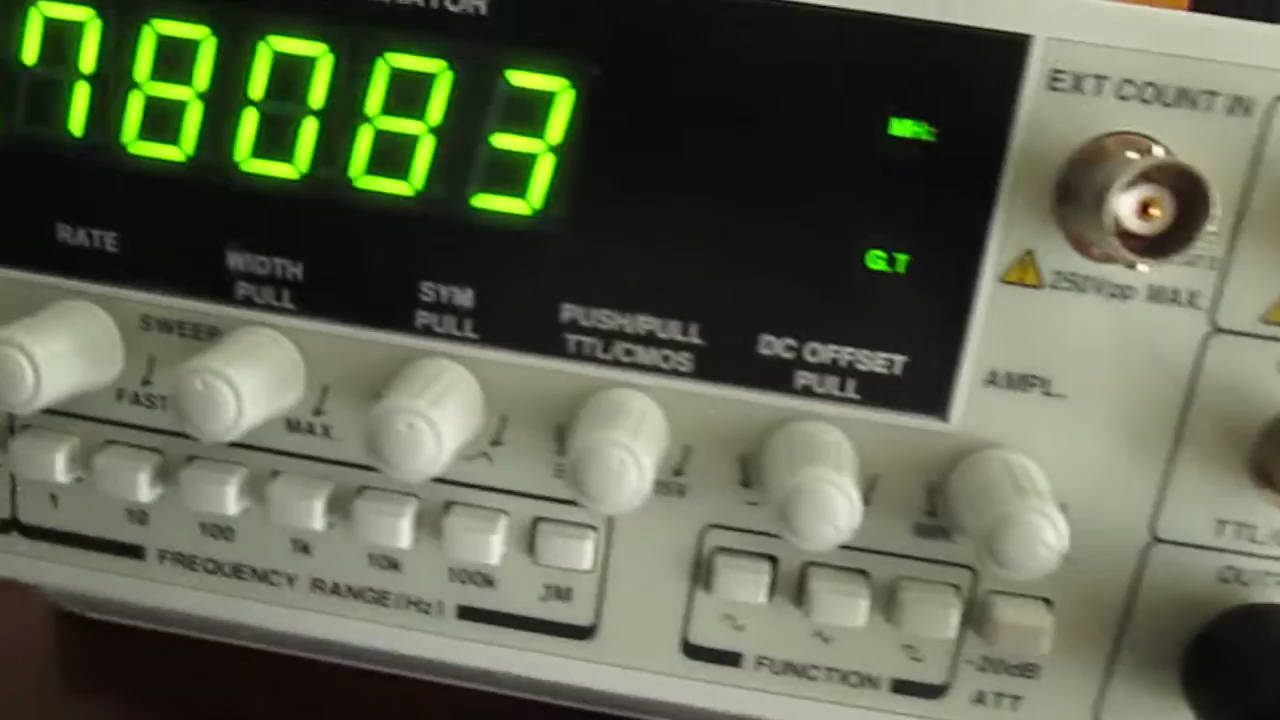 78083
MHz
G.T
EXT COUNT IN
250Vpp MAX.
RATE
WIDTH
PULL
SYM
PULL
PUSH/PULL
TTL/CMOS
DC OFFSET
PULL
AMPL.
SWEEP
FAST
MAX
1
10
100
1k
10k
100k
1M
FREQUENCY RANGE(Hz)
FUNCTION
-20dB
ATT